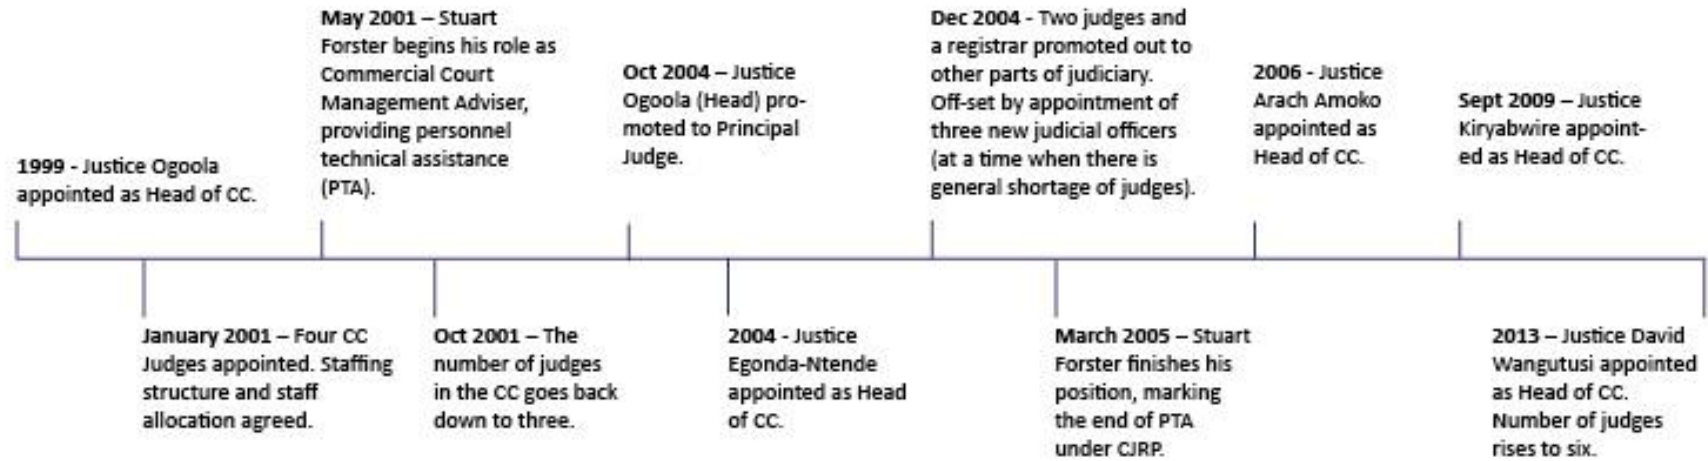 1999 - Justice Ogoola
appointed as Head of CC.
January 2001 – Four CC
Judges appointed. Staffing
structure and staff
allocation agreed.
May 2001 – Stuart
Forster begins his role as
Commercial Court
Management Adviser,
providing personnel
technical assistance
(PTA).
Oct 2001 – The
number of judges
in the CC goes back
down to three.
Oct 2004 – Justice
Ogoola (Head) pro-
moted to Principal
Judge.
2004 - Justice
Egonda-Ntende
appointed as Head
of CC.
Dec 2004 - Two judges and
a registrar promoted out to
other parts of judiciary.
Off-set by appointment of
three new judicial officers
(at a time when there is
general shortage of judges).
March 2005 – Stuart
Forster finishes his
position, marking
the end of PTA
under CJRP.
2006 - Justice
Arach Amoko
appointed as
Head of CC.
Sept 2009 – Justice
Kiryabwire appoint-
ed as Head of CC.
2013 – Justice David
Wangutusi appointed
as Head of CC.
Number of judges
rises to six.